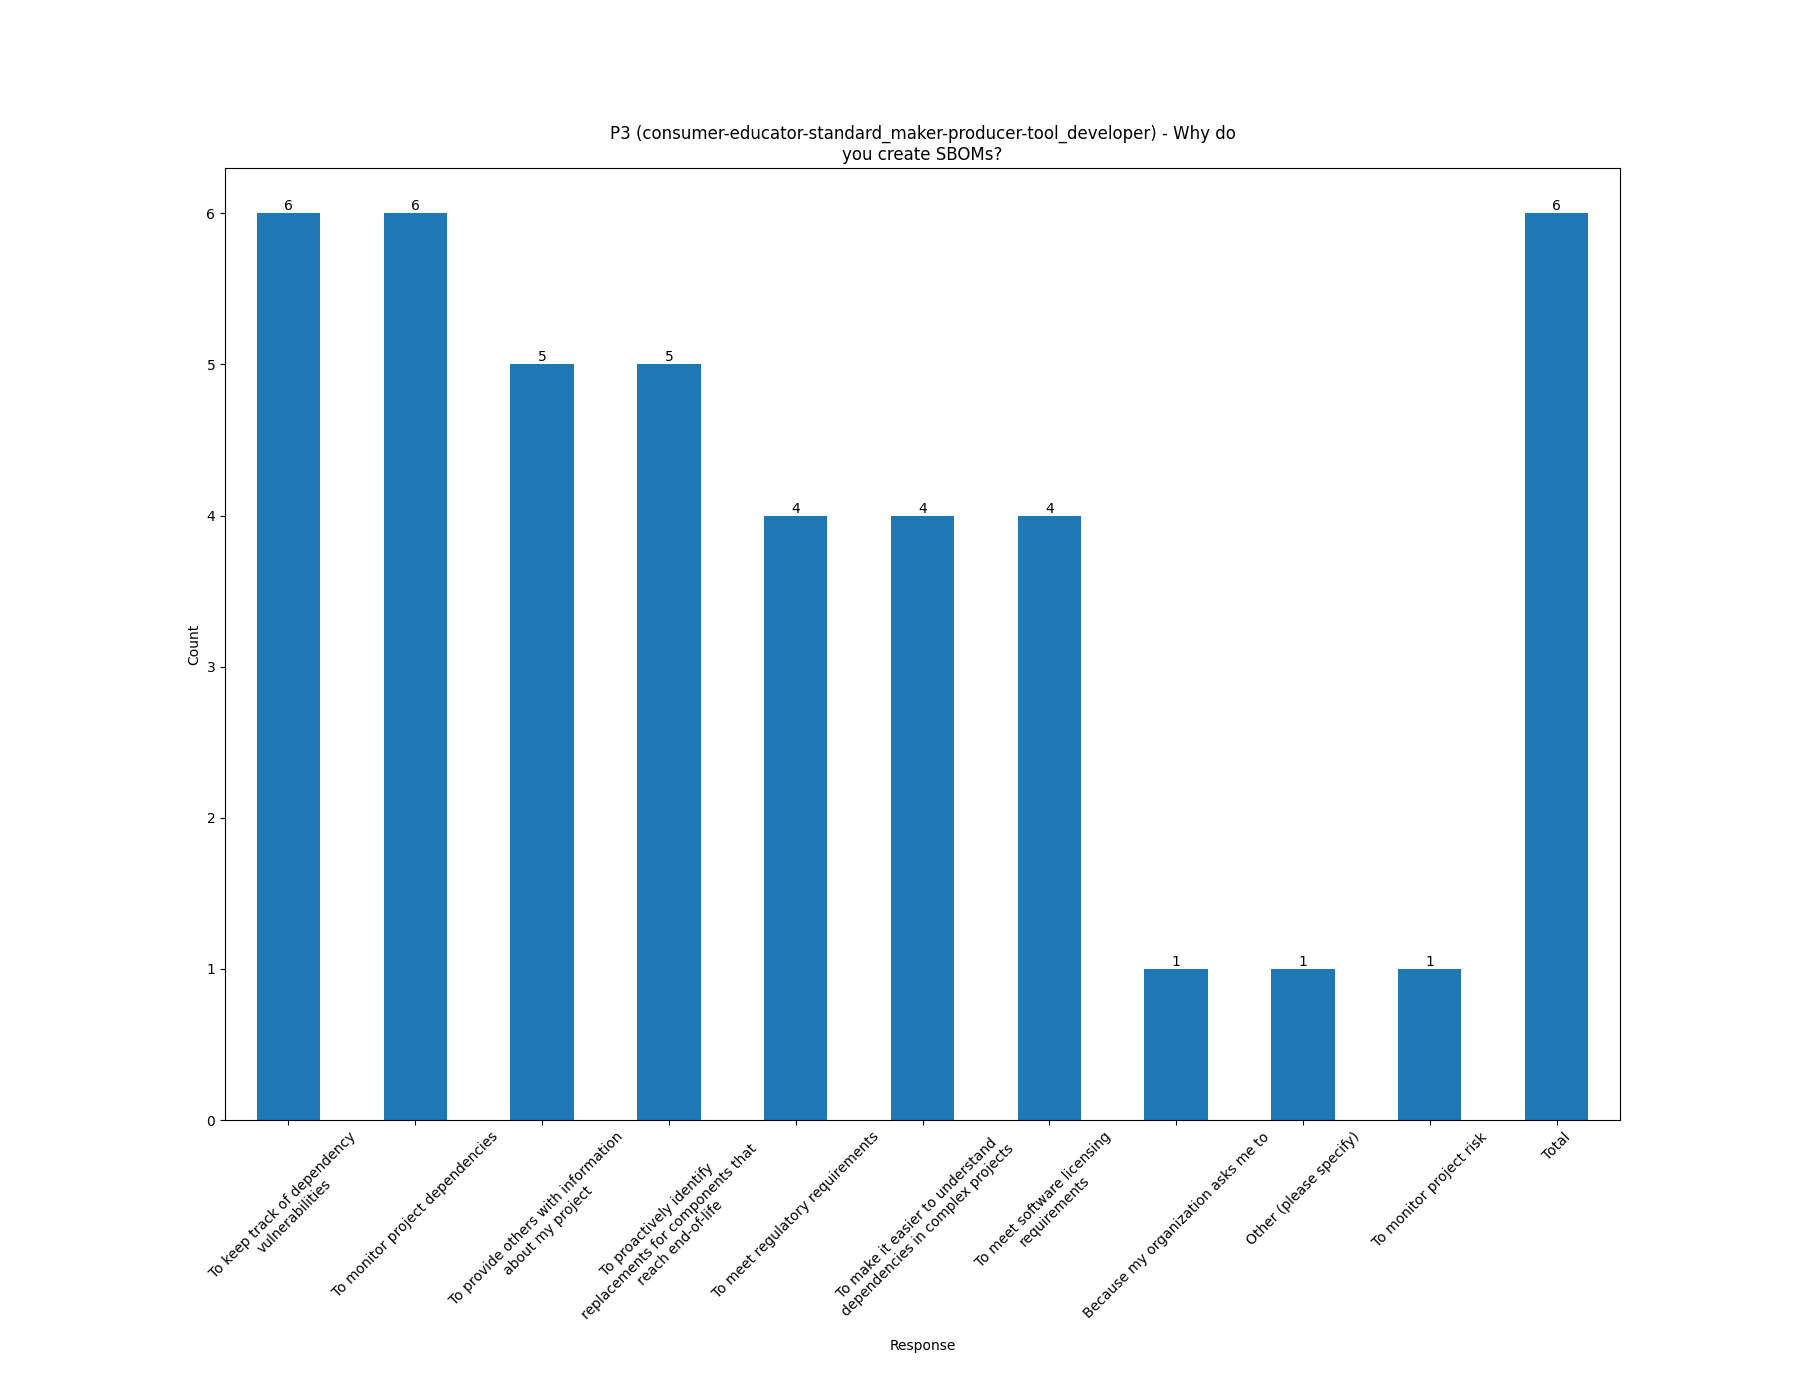 P3 (consumer-educator-standard_maker-producer-tool_developer) - Why do
you create SBOMs?
6
6
5
5
4
4
4
1
1
1
6
Count
6
5
4
3
2
1
0
To keep track of dependency
vulnerabilities
To monitor project dependencies
To provide others with information
about my project
To proactively identify
replacements for components that
reach end-of-life
To meet regulatory requirements
To make it easier to understand
dependencies in complex projects
To meet software licensing
requirements
Because my organization asks me to
Other (please specify)
To monitor project risk
Total
Response